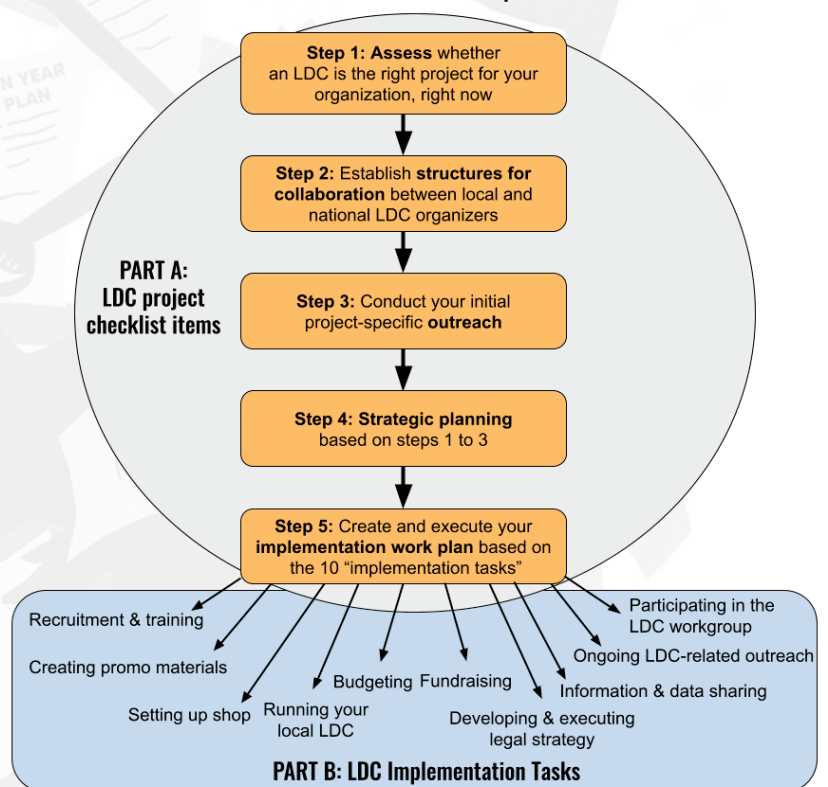 N YEAR
PLAN
Step 1: Assess whether
an LDC is the right project for your
organization, right now
Step 2: Establish structures for
collaboration between local and
national LDC organizers
PART A:
LDC project
checklist items
Step 3: Conduct your initial
project-specific outreach
Step 4: Strategic planning
based on steps 1 to 3
Step 5: Create and execute your
implementation work plan based on
the 10 “implementation tasks”
Recruitment & training
Creating promo materials
Setting up shop
Running your
local LDC
Budgeting
Fundraising
Developing & executing
legal strategy
Information & data sharing
Ongoing LDC-related outreach
Participating in the
LDC workgroup
PART B: LDC Implementation Tasks